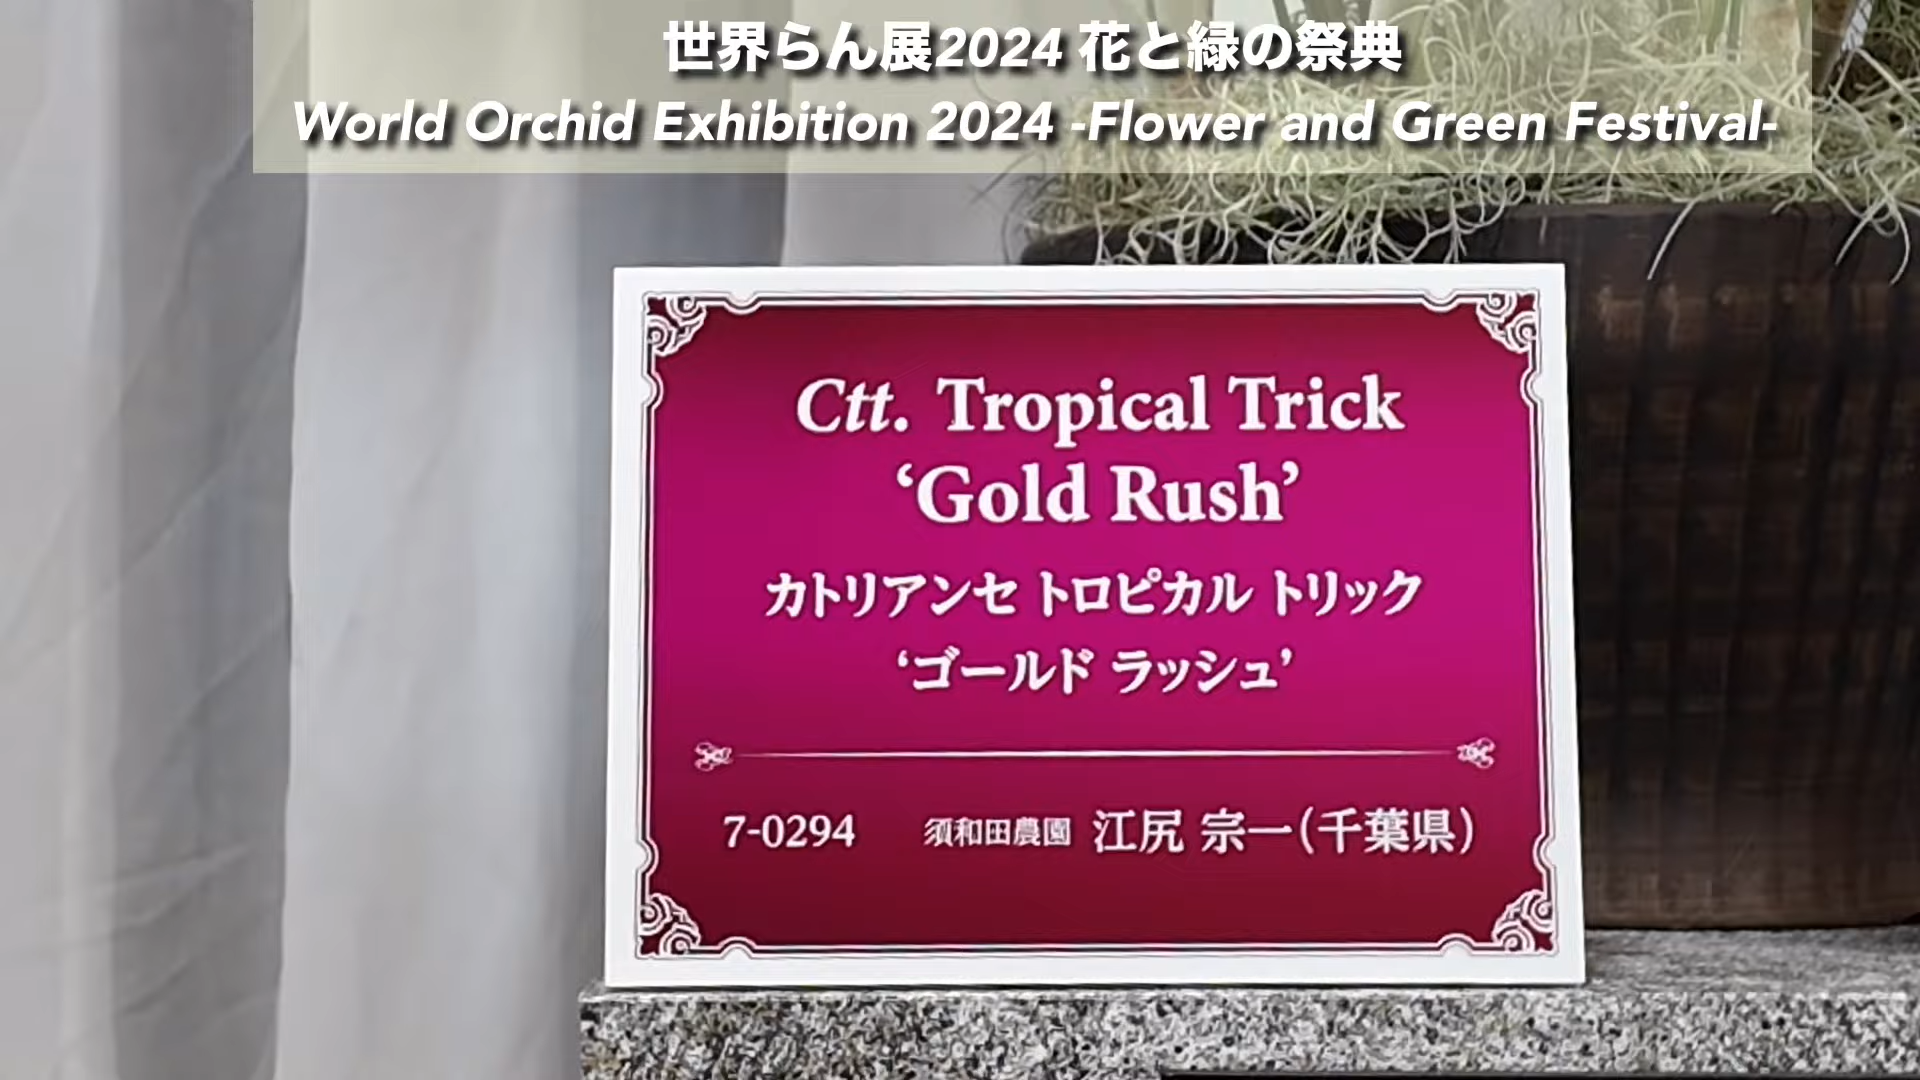 世界らん展2024 花と緑の祭典
World Orchid Exhibition 2024 -Flower and Green Festival-
Ctt. Tropical Trick
‘Gold Rush’
カトリアンセ トロピカル トリック
‘ゴールド ラッシュ’
7-0294 須和田農園 江尻 宗一(千葉県)